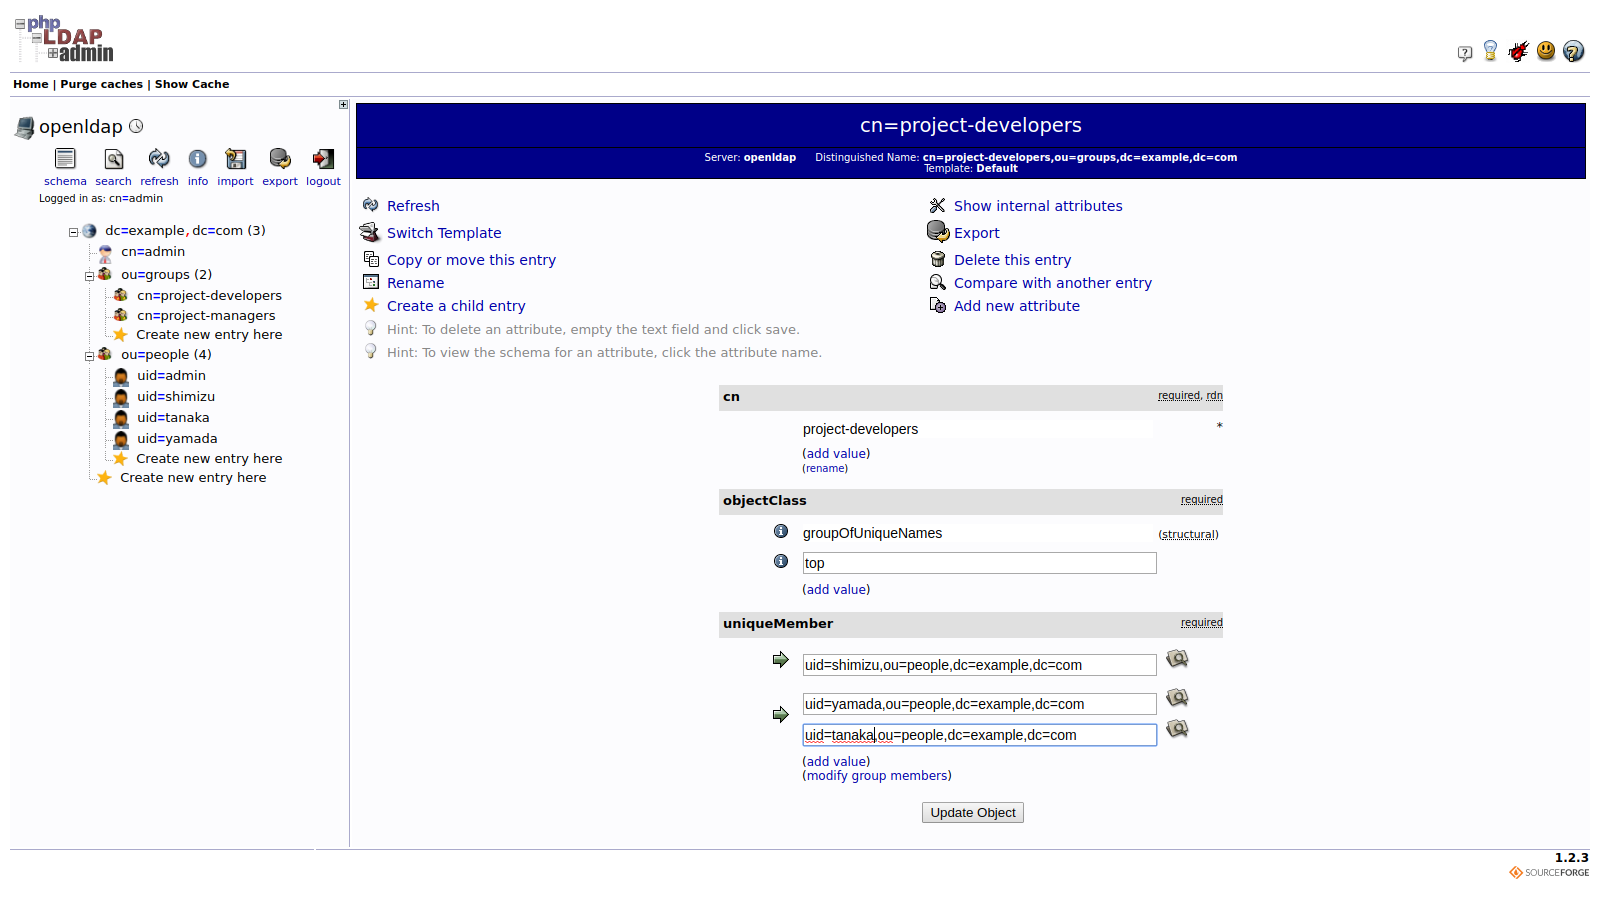 php
LDAP
admin
Home | Purge caches | Show Cache
openldap
schema search refresh info import export logout
Logged in as: cn=admin
dc=example,dc=com (3)
cn=admin
ou=groups (2)
cn=project-developers
cn=project-managers
Create new entry here
ou=people (4)
uid=admin
uid=shimizu
uid=tanaka
uid=yamada
Create new entry here
Create new entry here
cn=project-developers
Server: openldap Distinguished Name: cn=project-developers,ou=groups,dc=example,dc=com
Template: Default
Refresh Show internal attributes
Switch Template Export
Copy or move this entry Delete this entry
Rename Compare with another entry
Create a child entry Add new attribute
Hint: To delete an attribute, empty the text field and click save.
Hint: To view the schema for an attribute, click the attribute name.
cn required, rdn
project-developers *
(add value)
(rename)
objectClass required
groupOfUniqueNames (structural)
top
(add value)
uniqueMember required
uid=shimizu,ou=people,dc=example,dc=com
uid=yamada,ou=people,dc=example,dc=com
uid=tanaka,ou=people,dc=example,dc=com
(add value)
(modify group members)
Update Object
1.2.3
SOURCEFORGE